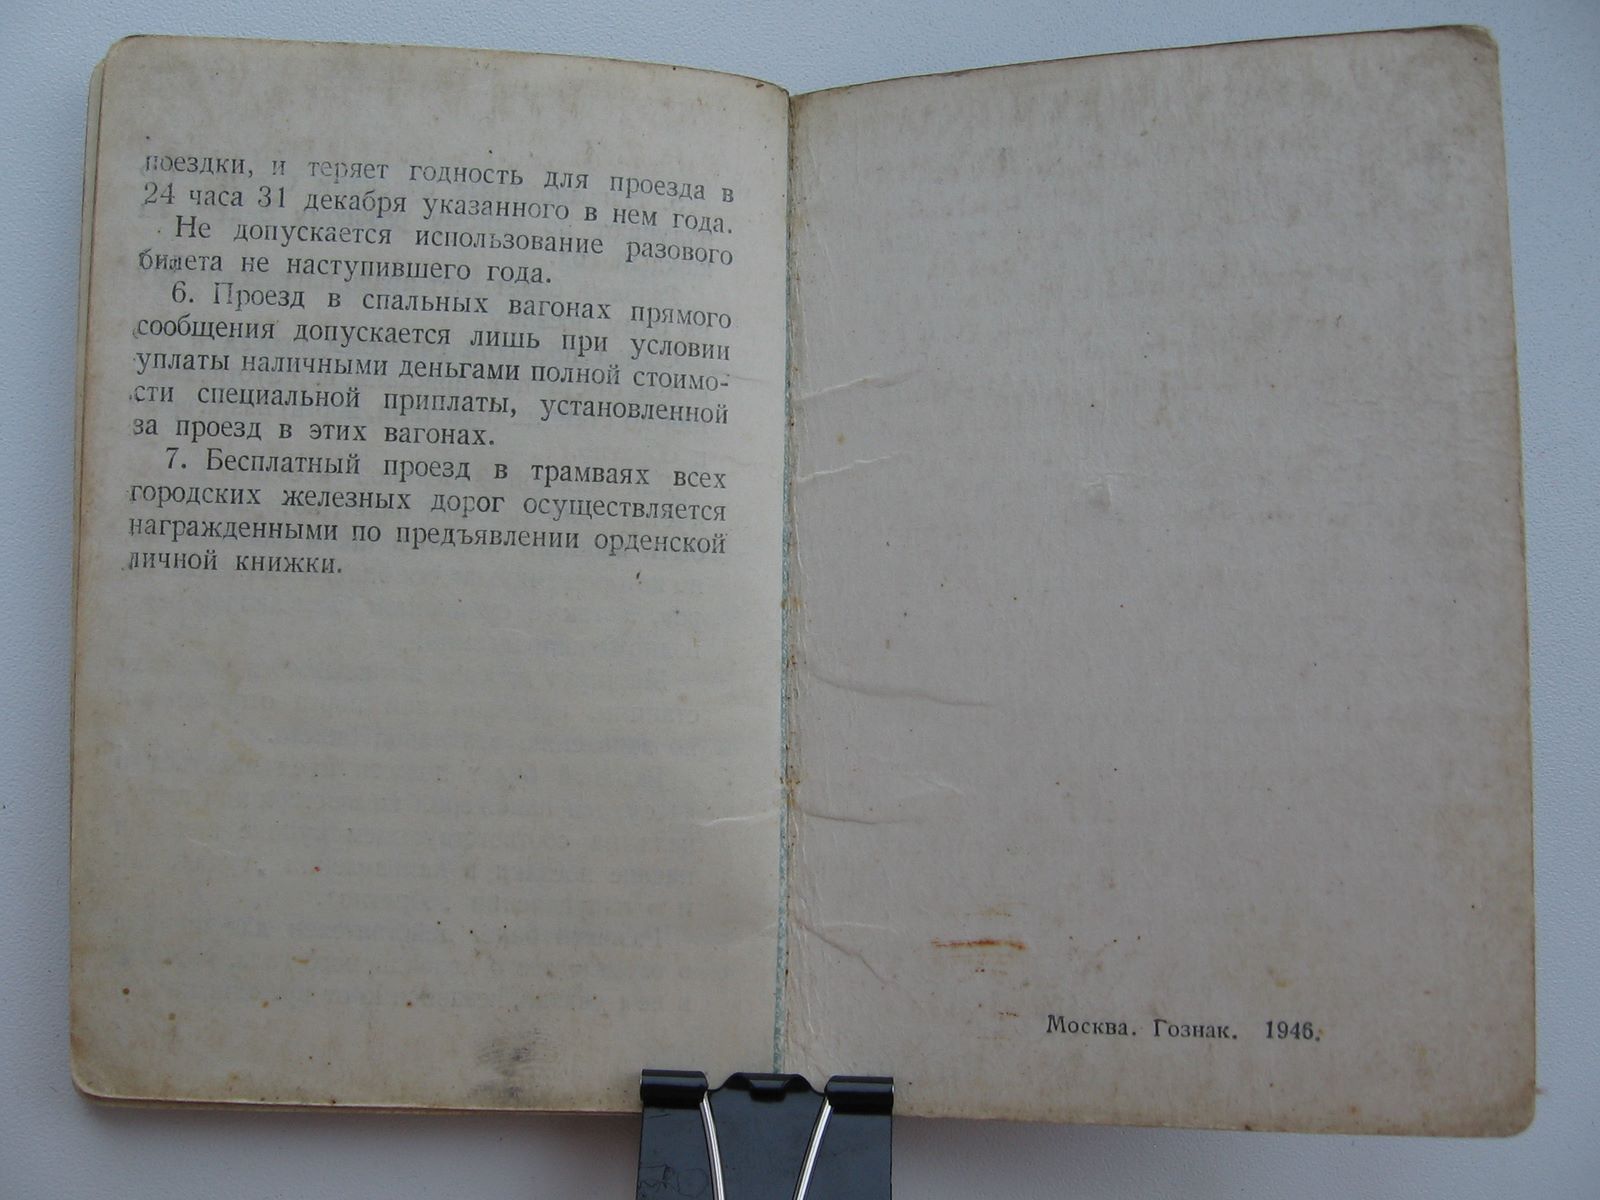 поездки, и теряет годность для проезда в
24 часа 31 декабря указанного в нем года.
Не допускается использование разового
билета не наступившего года.
6. Проезд в спальных вагонах прямого
сообщения допускается лишь при условии
уплаты наличными деньгами полной стоимо-
сти специальной приплаты, установленной
за проезд в этих вагонах.
7. Бесплатный проезд в трамваях всех
городских железных дорог осуществляется
награжденными по предъявлении орденской
личной книжки.
Москва. Гознак. 1946.